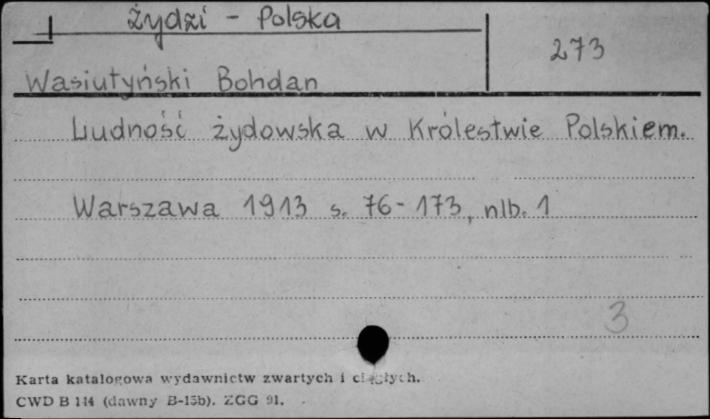 Żydzi - Polska
273
Wasiutyński Bohdan
Ludność żydowska w Królestwie Polskiem.
Warszawa 1913 s. 76-173, nlb. 1
3
Karta katalogowa wydawnictw zwartych i ciągłych.
CWD B 144 (dawny B-15b). ZGG 91.